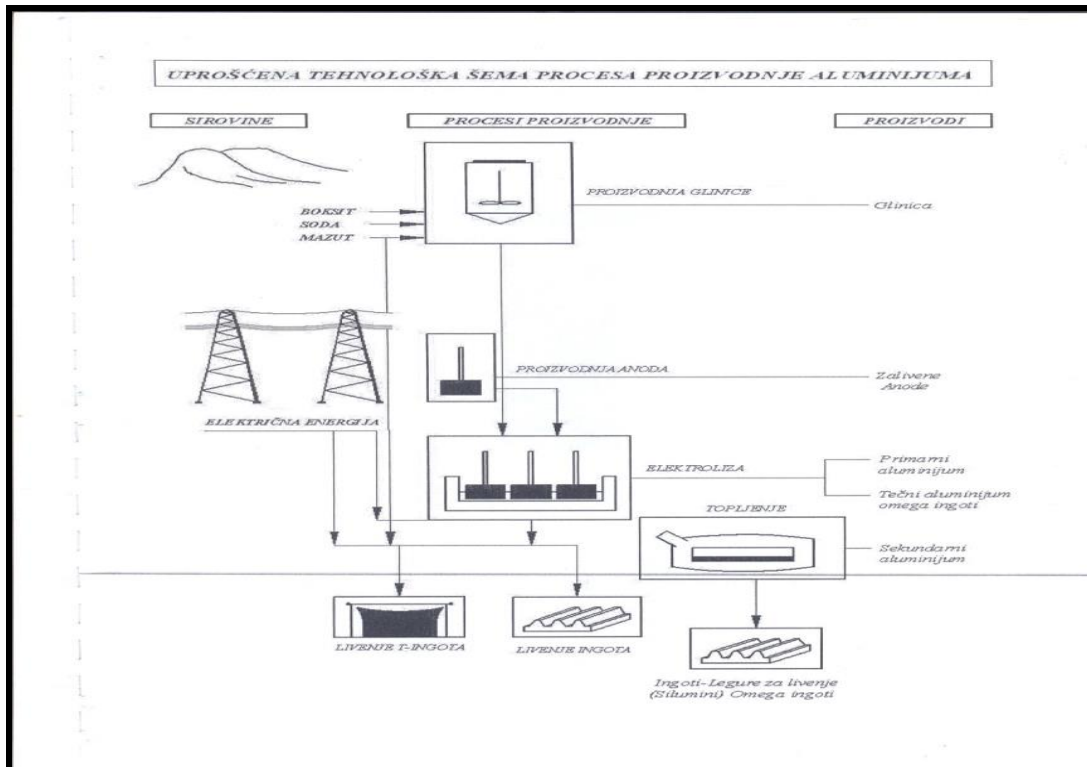 UPROŠĆENA TEHNOLOŠKA ŠEMA PROCESA PROIZVODNJE ALUMINIJUMA
SIROVINE
PROCESI PROIZVODNJE
PROIZVODI
PROIZVODNJA GLINICE
Glinica
BOKSIT
SODA
MAZUT
PROIZVODNJA ANODA
Zalivene
Anode
ELEKTRIČNA ENERGIJA
ELEKTROLIZA
Primarni
aluminijum
Tečni aluminijum
omega ingoti
TOPLJENJE
Sekundarni
aluminijum
LIVENJE T-INGOTA
LIVENJE INGOTA
Ingoti-Legure za livenje
(Silumini) Omega ingoti